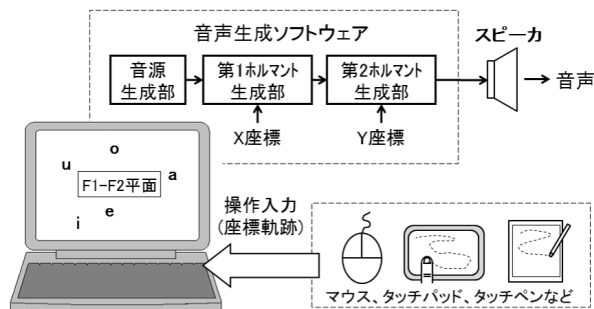 音声生成ソフトウェア
スピーカ
音源
生成部
第1ホルマント
生成部
第2ホルマント
生成部
音声
X座標
Y座標
o
u
a
F1-F2平面
e
i
操作入力
(座標軌跡)
マウス、タッチパッド、タッチペンなど